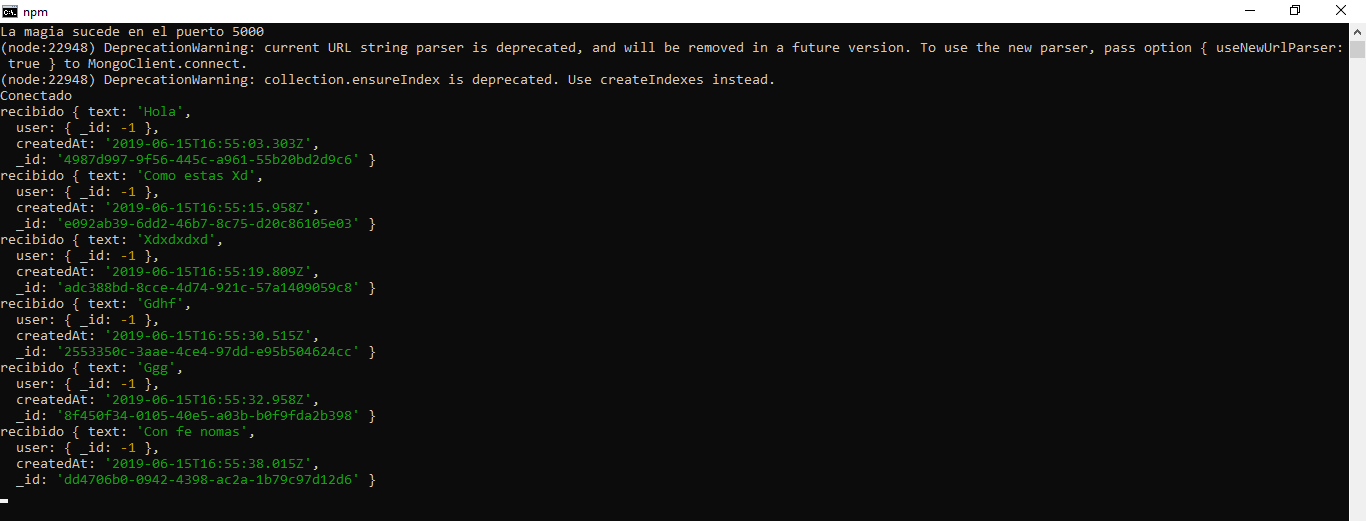 npm
La magia sucede en el puerto 5000
(node:22948) DeprecationWarning: current URL string parser is deprecated, and will be removed in a future version. To use the new parser, pass option { useNewUrlParser:
 true } to MongoClient.connect.
(node:22948) DeprecationWarning: collection.ensureIndex is deprecated. Use createIndexes instead.
Conectado
recibido { text: 'Hola',
  user: { _id: -1 },
  createdAt: '2019-06-15T16:55:03.303Z',
  _id: '4987d997-9f56-445c-a961-55b20bd2d9c6' }
recibido { text: 'Como estas Xd',
  user: { _id: -1 },
  createdAt: '2019-06-15T16:55:15.958Z',
  _id: 'e092ab39-6dd2-46b7-8c75-d20c86105e03' }
recibido { text: 'Xdxdxdxd',
  user: { _id: -1 },
  createdAt: '2019-06-15T16:55:19.809Z',
  _id: 'adc388bd-8cce-4d74-921c-57a1409059c8' }
recibido { text: 'Gdhf',
  user: { _id: -1 },
  createdAt: '2019-06-15T16:55:30.515Z',
  _id: '2553350c-3aae-4ce4-97dd-e95b504624cc' }
recibido { text: 'Ggg',
  user: { _id: -1 },
  createdAt: '2019-06-15T16:55:32.958Z',
  _id: '8f450f34-0105-40e5-a03b-b0f9fda2b398' }
recibido { text: 'Con fe nomas',
  user: { _id: -1 },
  createdAt: '2019-06-15T16:55:38.015Z',
  _id: 'dd4706b0-0942-4398-ac2a-1b79c97d12d6' }